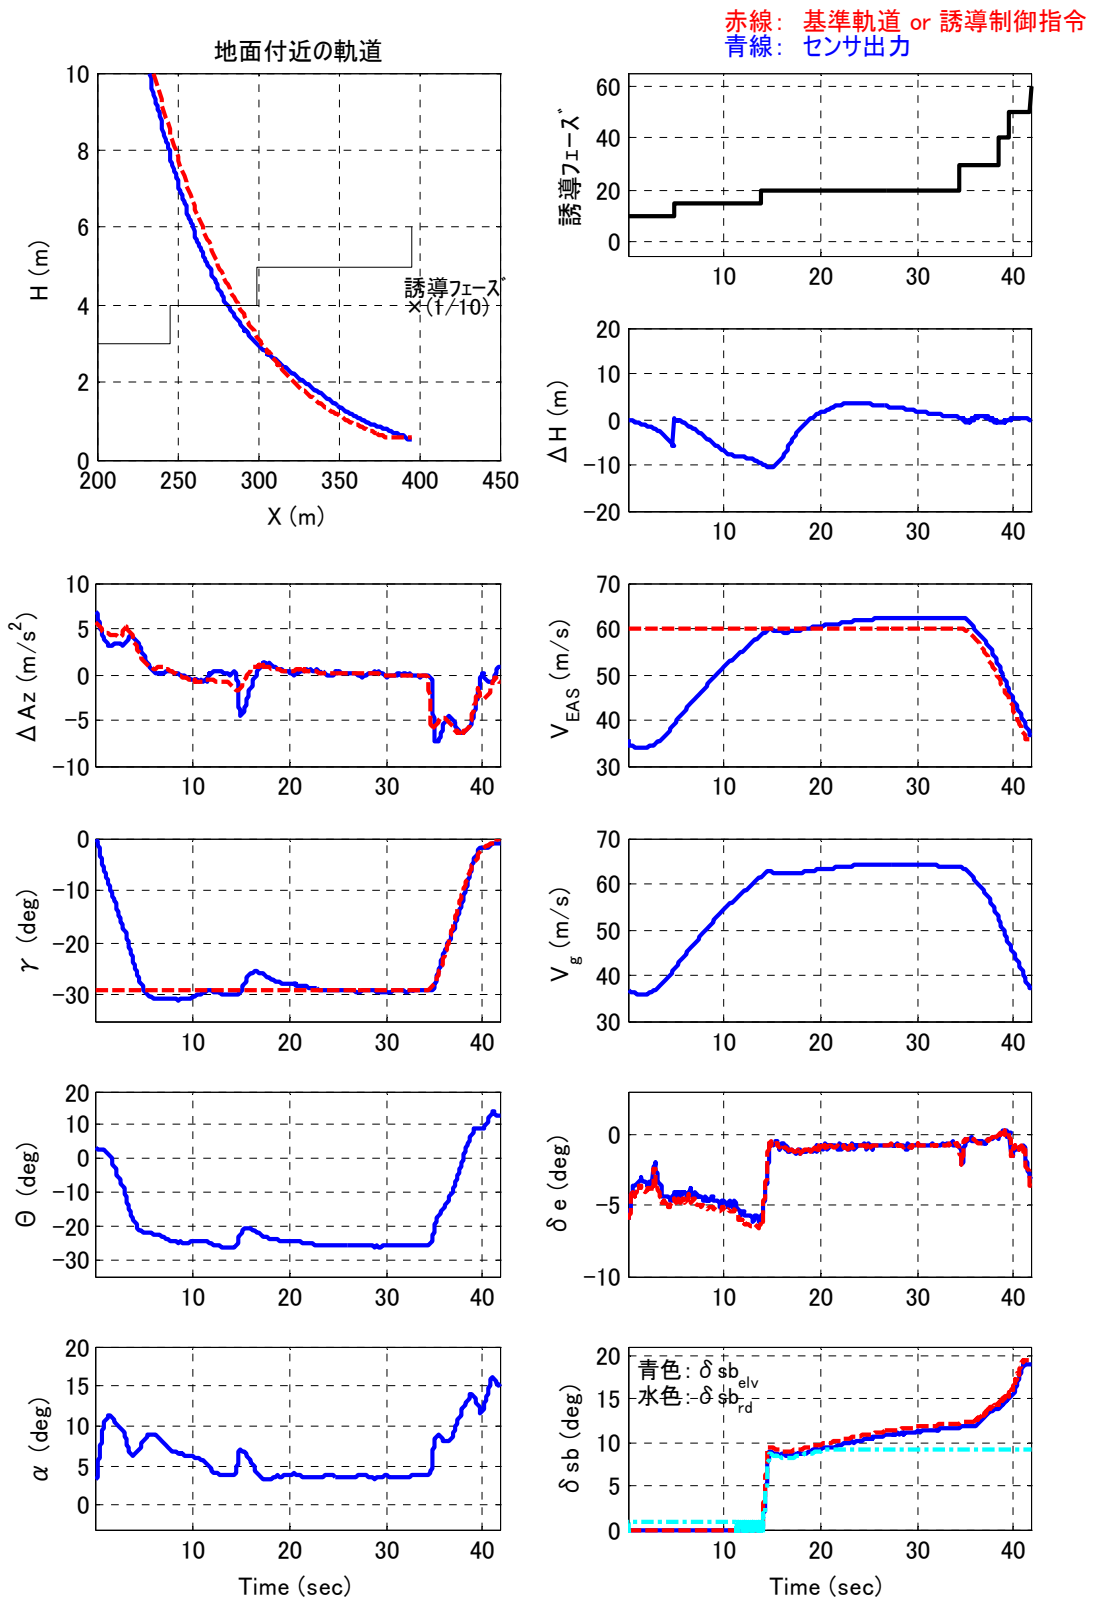 赤線： 基準軌道 or 誘導制御指令
青線： センサ出力
地面付近の軌道
10
8
6
4
2
0
H (m)
200 250 300 350 400 450
X (m)
誘導フェーズ
×(1/10)
60
40
20
0
誘導フェーズ
10 20 30 40
20
10
0
−10
−20
ΔH (m)
10 20 30 40
10
5
0
−5
−10
ΔAz (m/s²)
10 20 30 40
70
60
50
40
30
V_EAS (m/s)
10 20 30 40
0
−10
−20
−30
γ (deg)
10 20 30 40
70
60
50
40
30
V_g (m/s)
10 20 30 40
20
10
0
−10
−20
−30
Θ (deg)
10 20 30 40
0
−5
−10
δe (deg)
10 20 30 40
20
15
10
5
0
α (deg)
10 20 30 40
Time (sec)
20
15
10
5
0
δsb (deg)
青色： δsb_elv
水色： δsb_rd
10 20 30 40
Time (sec)